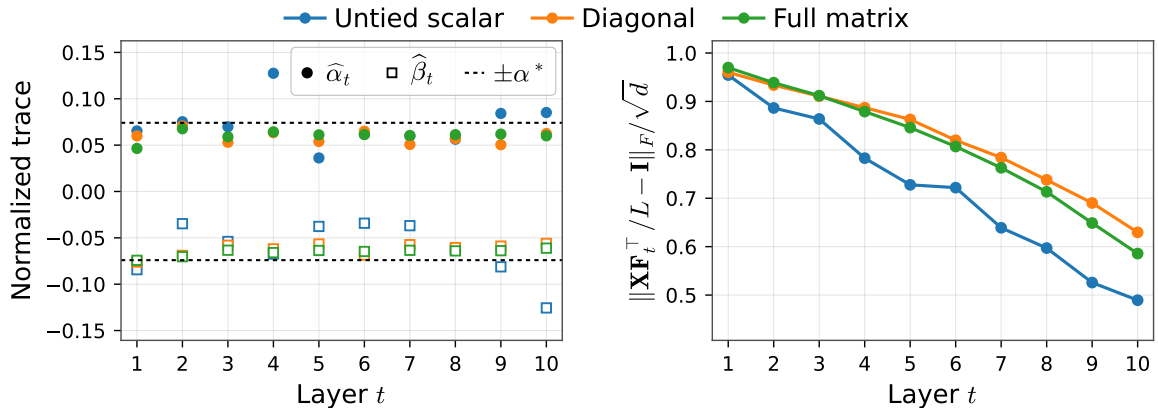 Untied scalar Diagonal Full matrix
0.15
0.10
0.05
0.00
−0.05
−0.10
−0.15
Normalized trace
α̂_t β̂_t ±α*
1 2 3 4 5 6 7 8 9 10
Layer t
1.0
0.9
0.8
0.7
0.6
0.5
||XF_t^⊤/L − I||_F/√d
1 2 3 4 5 6 7 8 9 10
Layer t